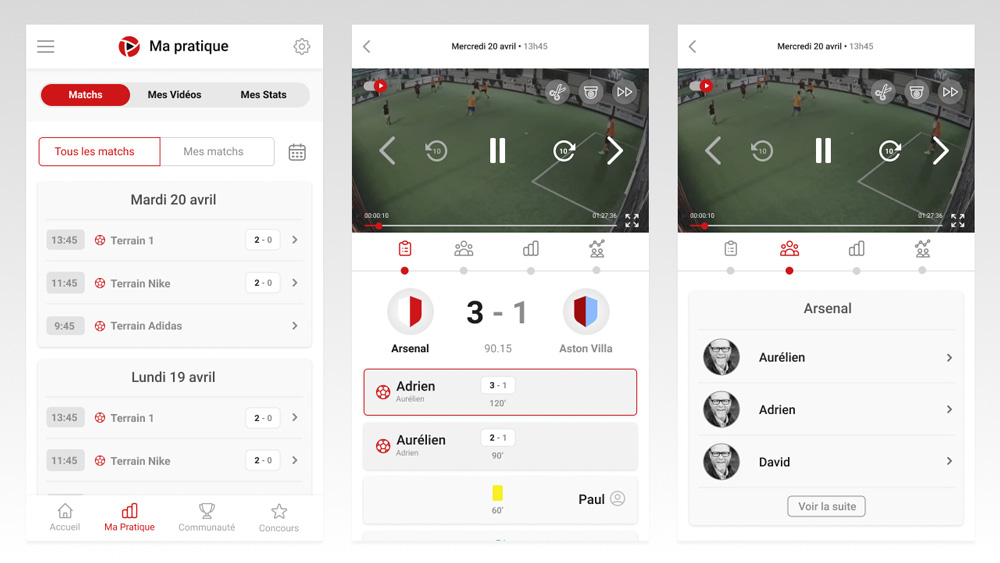 Ma pratique
Matchs
Mes Vidéos
Mes Stats
Tous les matchs
Mes matchs
Mardi 20 avril
13:45
Terrain 1
2 - 0
11:45
Terrain Nike
2 - 0
9:45
Terrain Adidas
Lundi 19 avril
13:45
Terrain 1
2 - 0
11:45
Terrain Nike
2 - 0
Accueil
Ma Pratique
Communauté
Concours
Mercredi 20 avril • 13h45
10
10
00:00:10
01:27:36
3 - 1
Arsenal
90.15
Aston Villa
Adrien
3 - 1
Aurélien
120'
Aurélien
2 - 1
Adrien
90'
Paul
60'
Mercredi 20 avril • 13h45
10
10
00:00:10
01:27:36
Arsenal
Aurélien
Adrien
David
Voir la suite